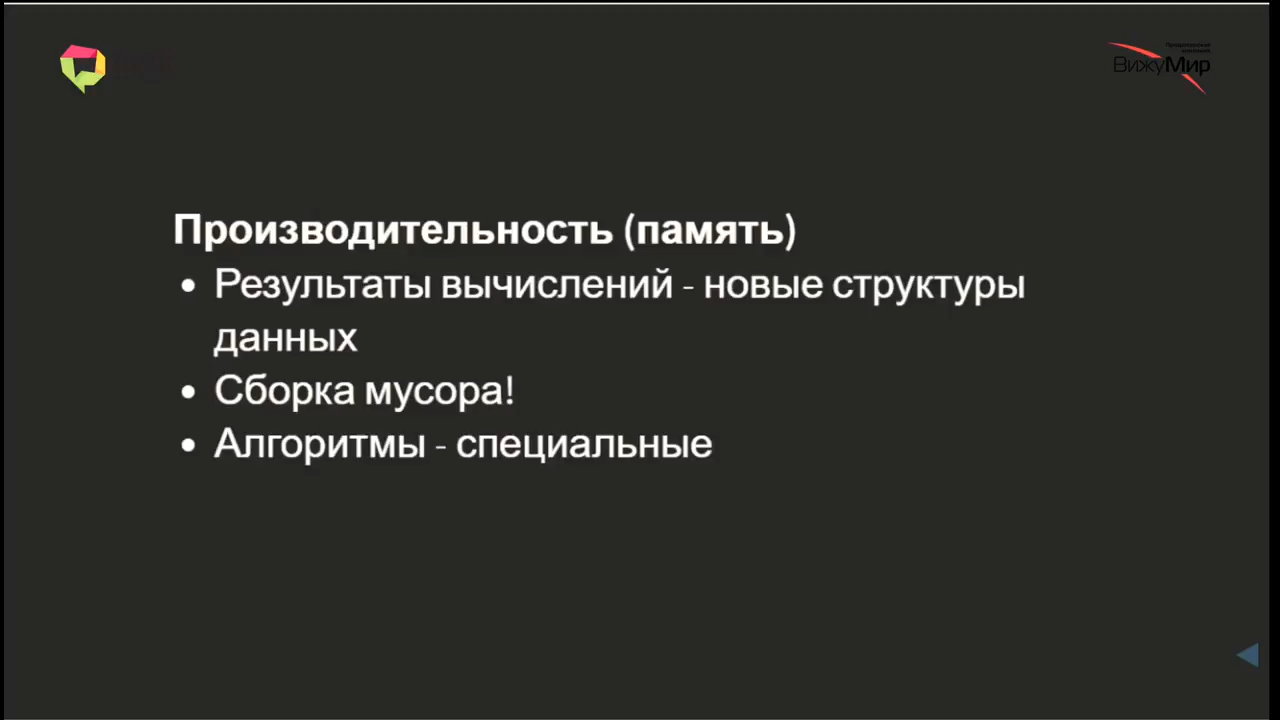 ВижуМир
Производительность (память)
• Результаты вычислений - новые структуры
данных
• Сборка мусора!
• Алгоритмы - специальные